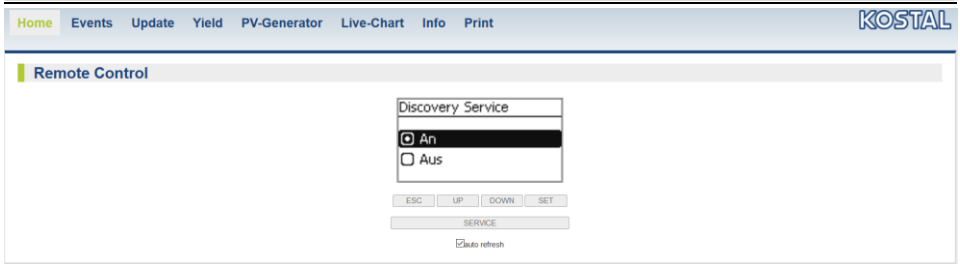 Home Events Update Yield PV-Generator Live-Chart Info Print KOSTAL
Remote Control
Discovery Service
An
Aus
ESC UP DOWN SET
SERVICE
auto refresh